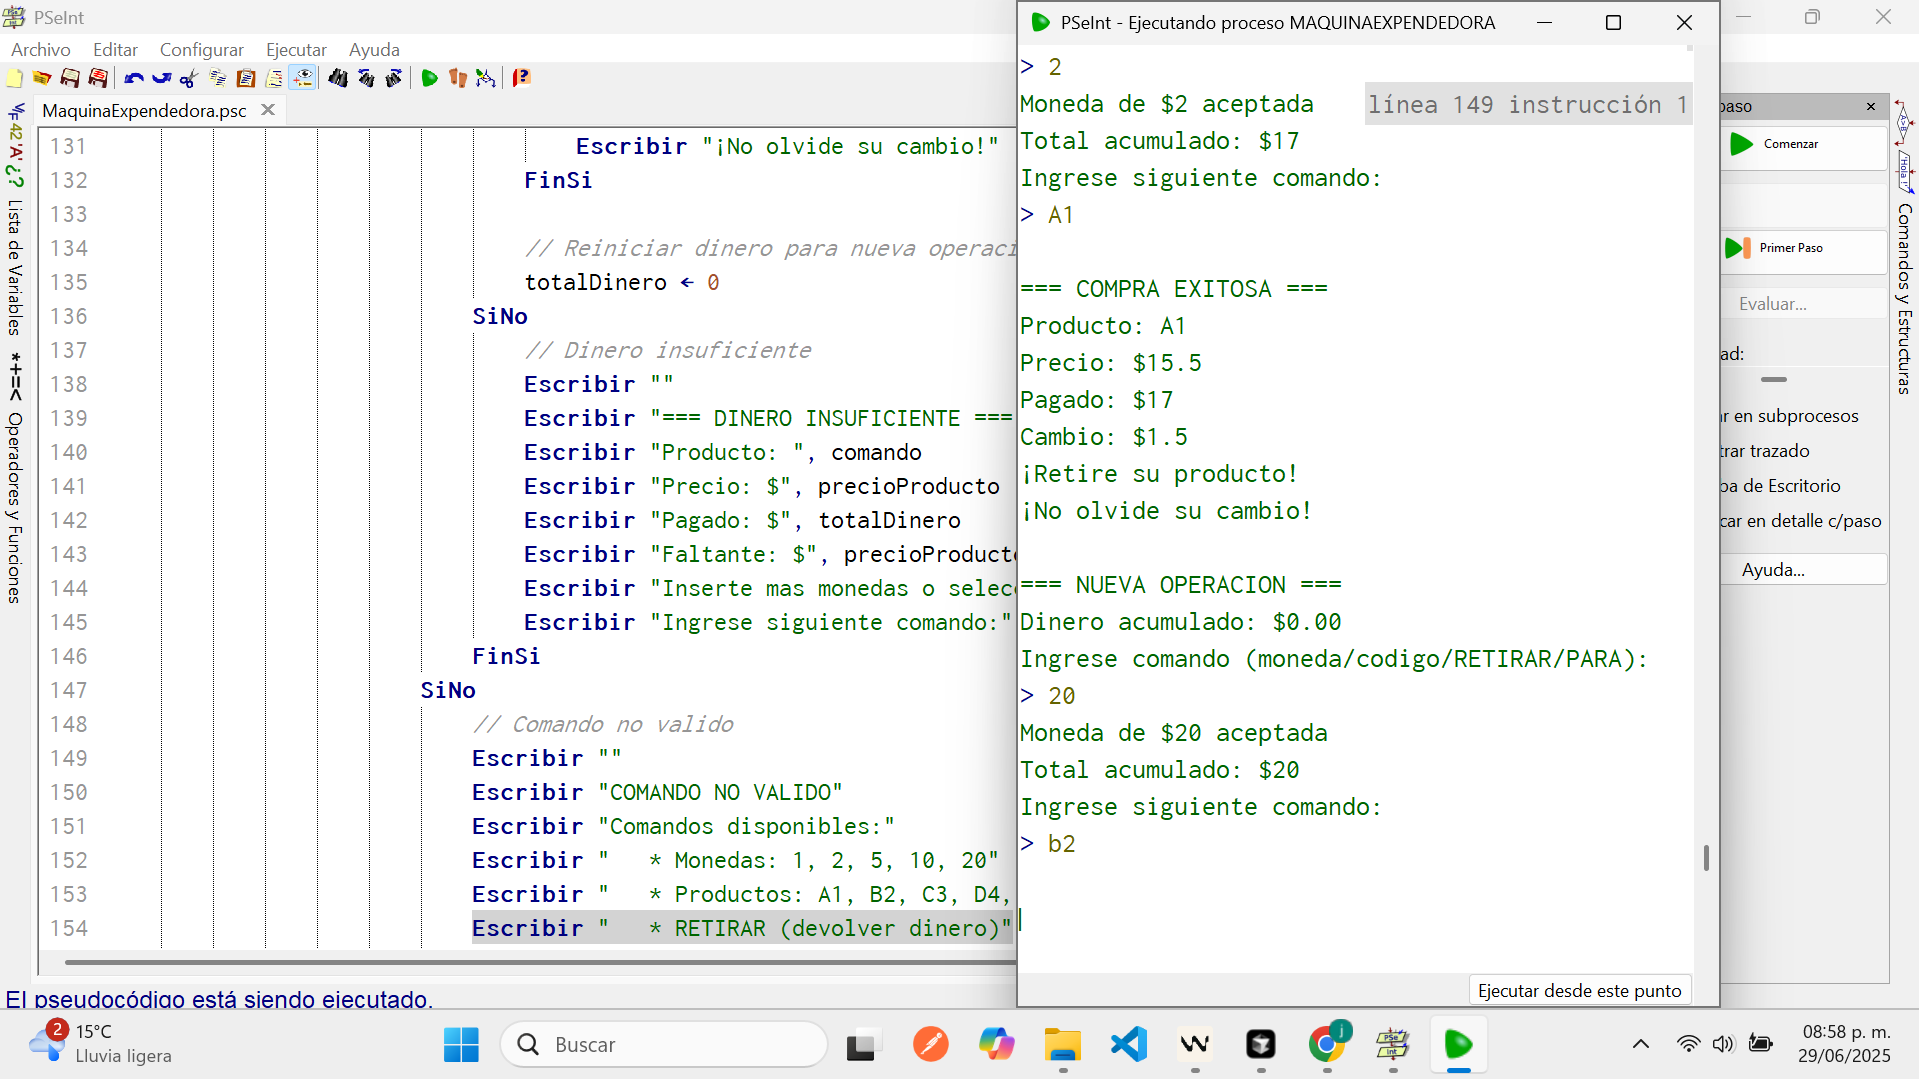 PSeInt
Archivo Editar Configurar Ejecutar Ayuda
MaquinaExpendedora.psc
Lista de Variables
Operadores y Funciones
131 Escribir "¡No olvide su cambio!"
132 FinSi
133
134 // Reiniciar dinero para nueva operaci
135 totalDinero ← 0
136 SiNo
137 // Dinero insuficiente
138 Escribir ""
139 Escribir "=== DINERO INSUFICIENTE ===
140 Escribir "Producto: ", comando
141 Escribir "Precio: $", precioProducto
142 Escribir "Pagado: $", totalDinero
143 Escribir "Faltante: $", precioProducto
144 Escribir "Inserte mas monedas o selec
145 Escribir "Ingrese siguiente comando:"
146 FinSi
147 SiNo
148 // Comando no valido
149 Escribir ""
150 Escribir "COMANDO NO VALIDO"
151 Escribir "Comandos disponibles:"
152 Escribir "   * Monedas: 1, 2, 5, 10, 20"
153 Escribir "   * Productos: A1, B2, C3, D4,
154 Escribir "   * RETIRAR (devolver dinero)"
El pseudocódigo está siendo ejecutado.
PSeInt - Ejecutando proceso MAQUINAEXPENDEDORA
> 2
Moneda de $2 aceptada
línea 149 instrucción 1
Total acumulado: $17
Ingrese siguiente comando:
> A1
=== COMPRA EXITOSA ===
Producto: A1
Precio: $15.5
Pagado: $17
Cambio: $1.5
¡Retire su producto!
¡No olvide su cambio!
=== NUEVA OPERACION ===
Dinero acumulado: $0.00
Ingrese comando (moneda/codigo/RETIRAR/PARA):
> 20
Moneda de $20 aceptada
Total acumulado: $20
Ingrese siguiente comando:
> b2
Ejecutar desde este punto
paso
Comenzar
Primer Paso
Evaluar...
ad:
ar en subprocesos
trar trazado
ba de Escritorio
car en detalle c/paso
Ayuda...
Comandos y Estructuras
2
15°C
Lluvia ligera
Buscar
08:58 p. m.
29/06/2025